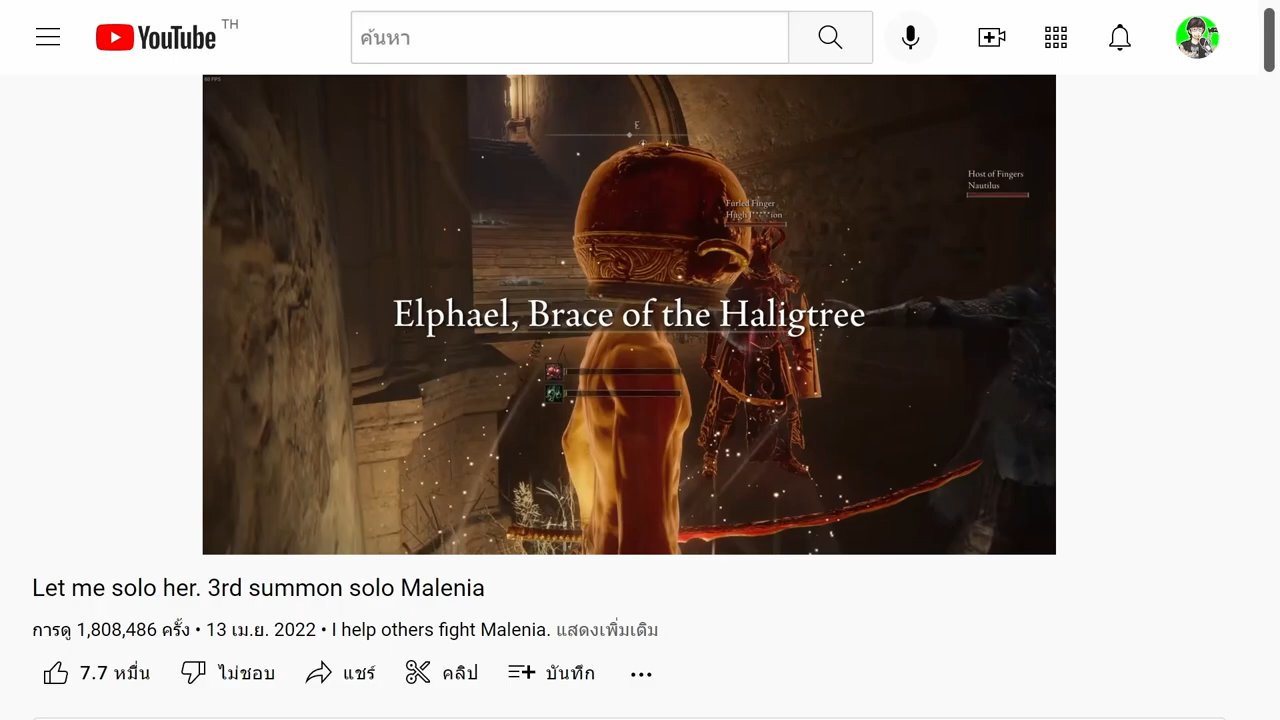 YouTube TH
ค้นหา
60 FPS
E
Host of Fingers
Nautilus
Furled Finger
Elphael, Brace of the Haligtree
Let me solo her. 3rd summon solo Malenia
การดู 1,808,486 ครั้ง • 13 เม.ย. 2022 • I help others fight Malenia. แสดงเพิ่มเติม
7.7 หมื่น ไม่ชอบ แชร์ คลิป บันทึก